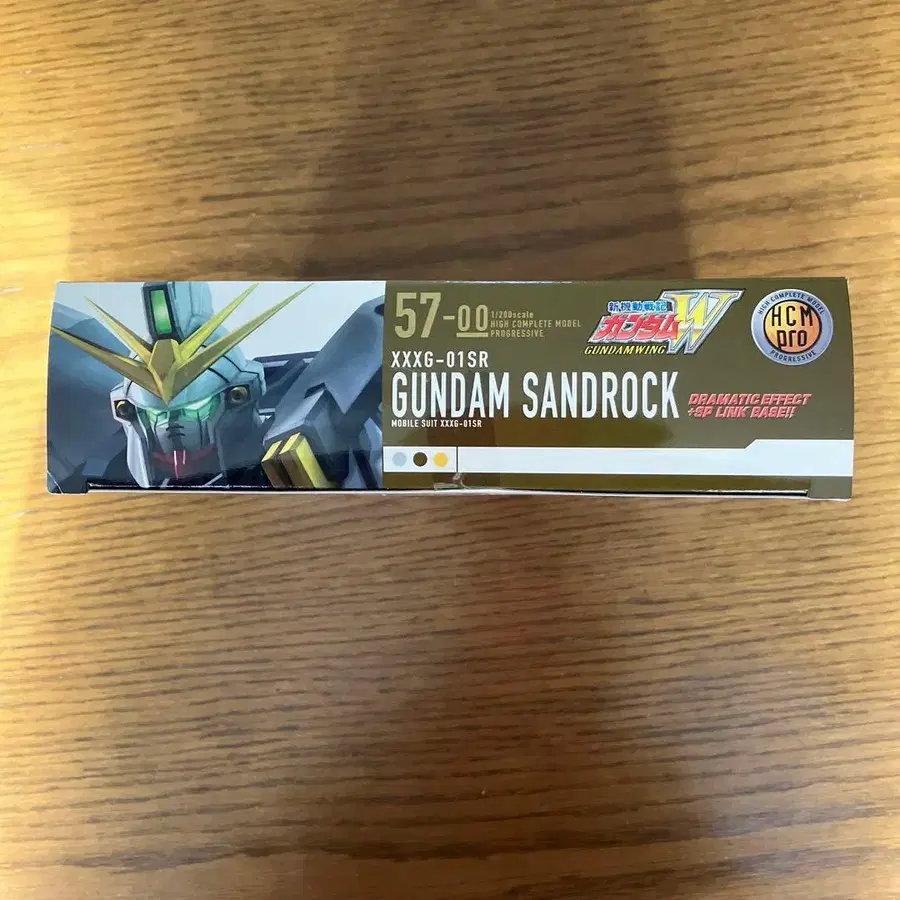 57-00
1/200scale
HIGH COMPLETE MODEL
PROGRESSIVE
XXXG-01SR
GUNDAM SANDROCK
MOBILE SUIT XXXG-01SR
新機動戦記
ガンダムW
GUNDAMWING
HIGH COMPLETE MODEL
HCM
pro
PROGRESSIVE
DRAMATIC EFFECT
+SP LINK BASE!!